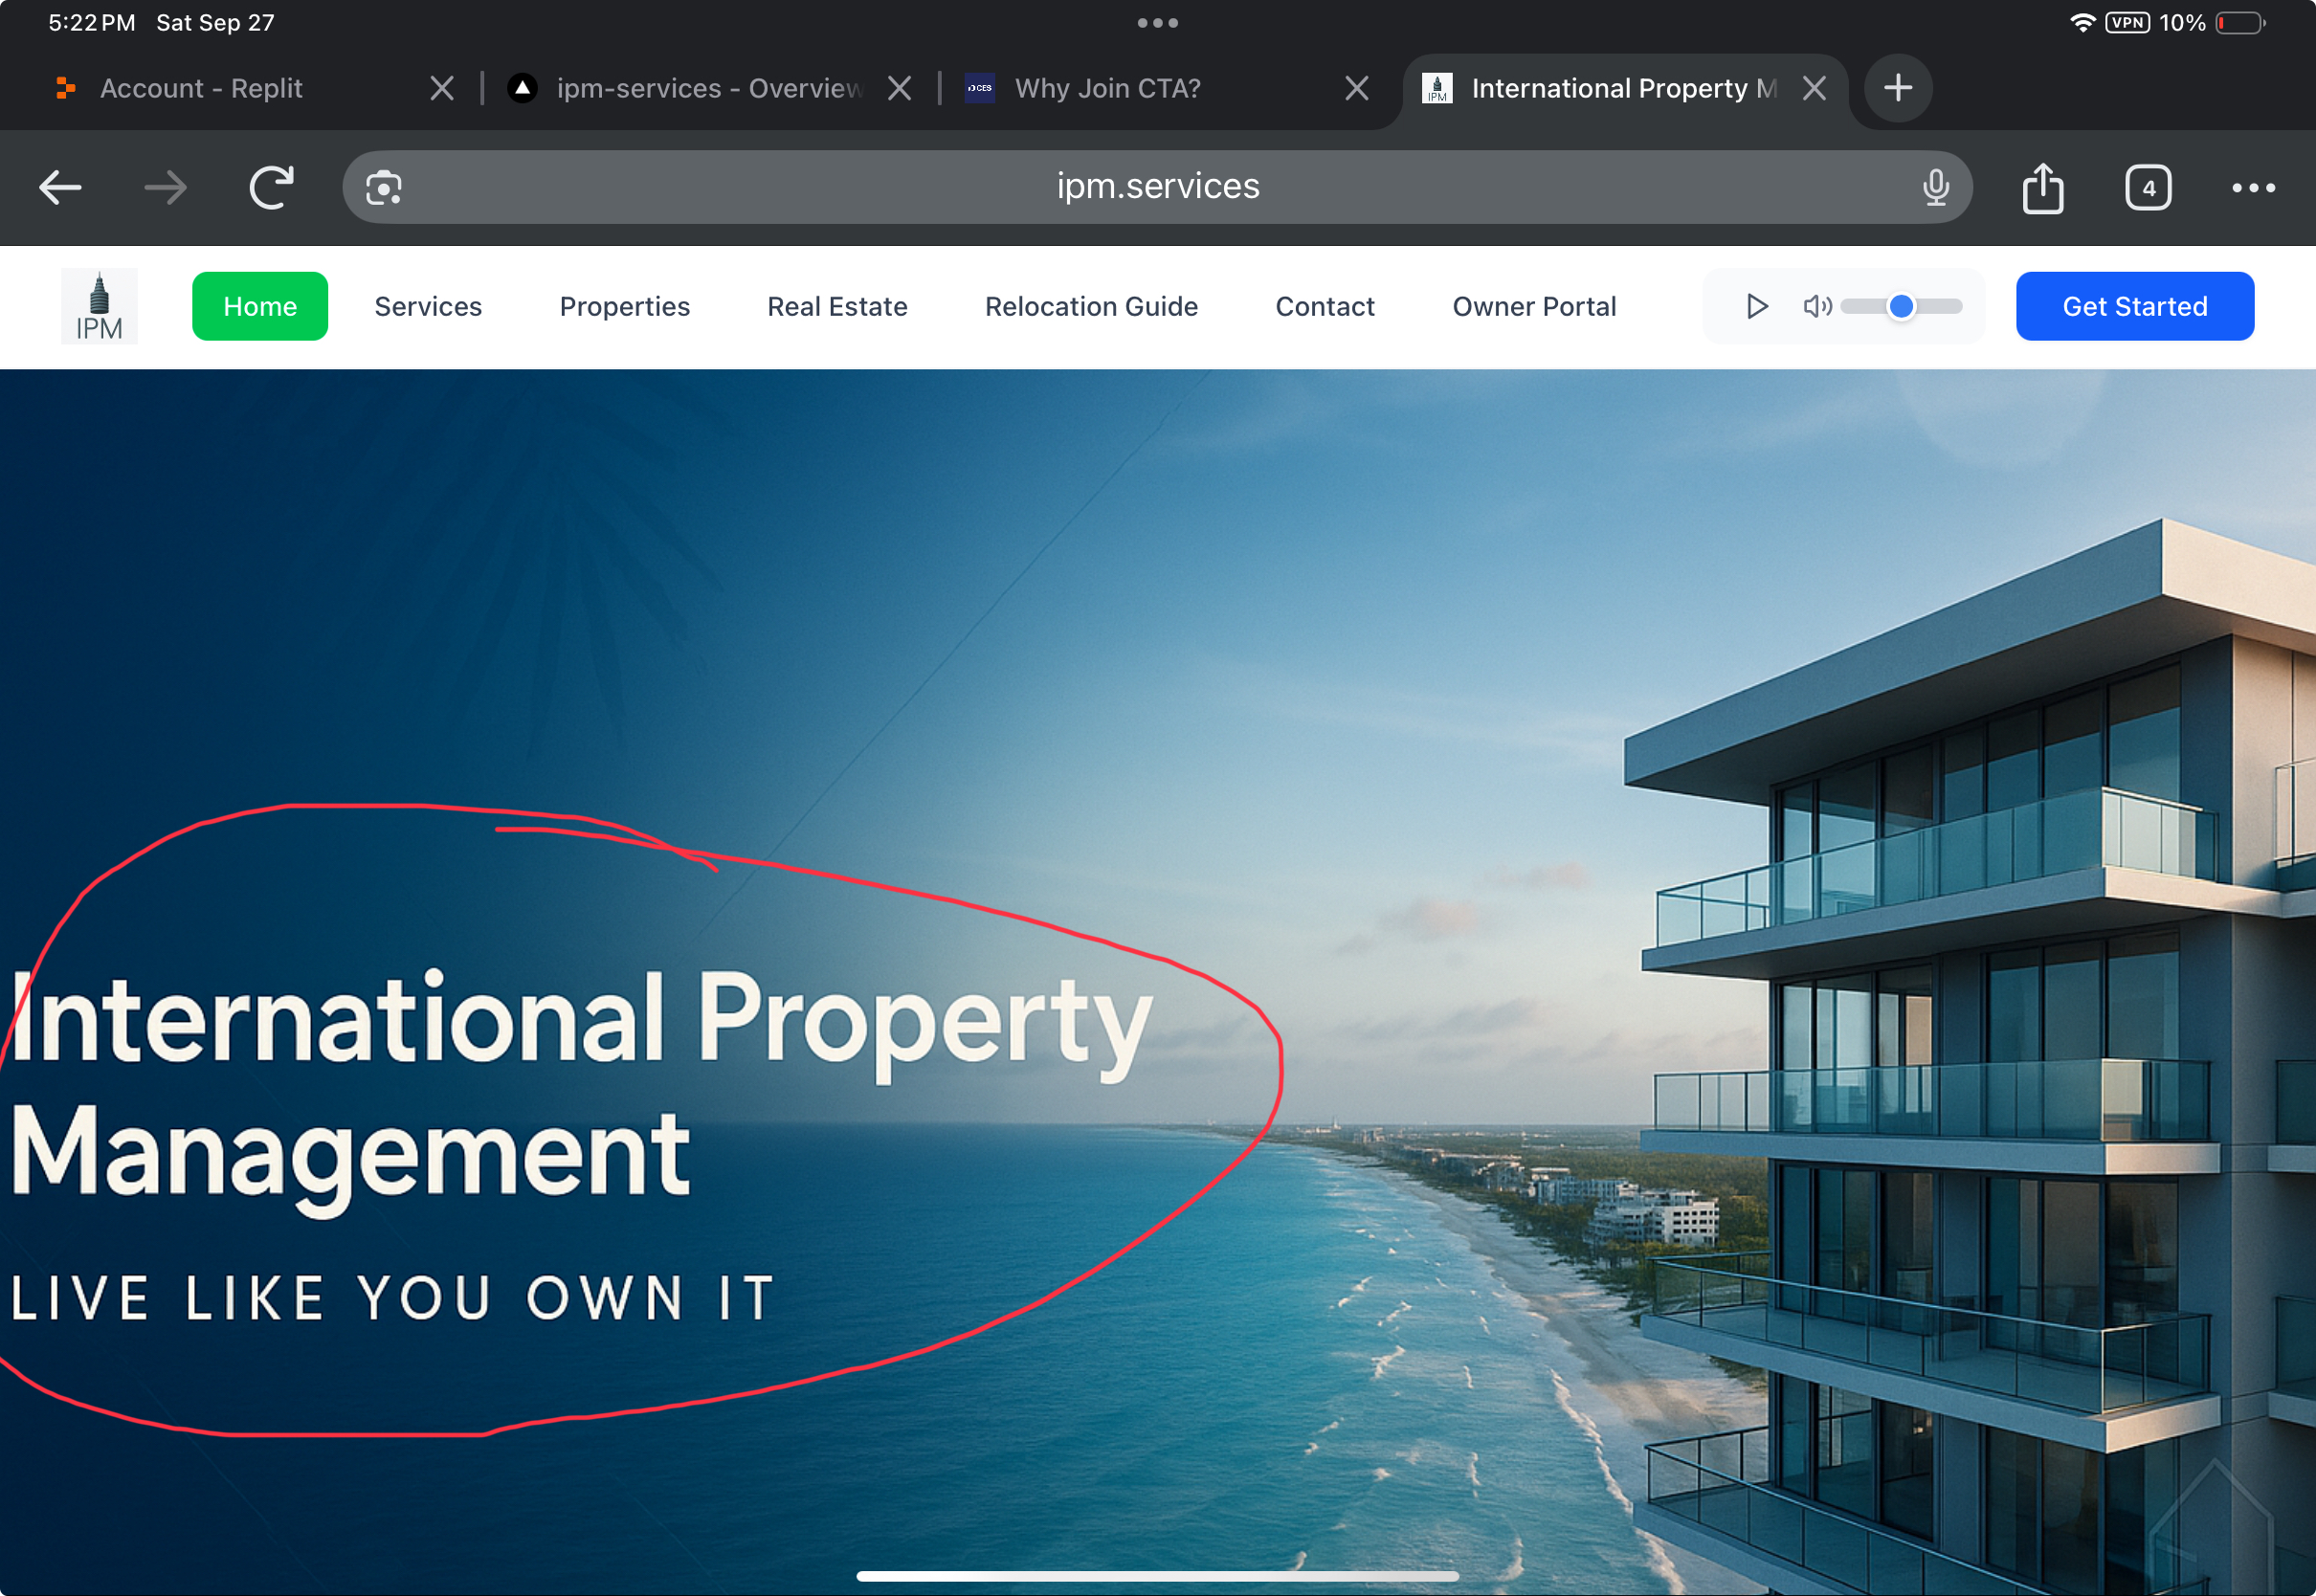 5:22 PM Sat Sep 27
VPN 10%
Account - Replit
ipm-services - Overview
CES
Why Join CTA?
IPM
International Property M
ipm.services
4
IPM
Home
Services
Properties
Real Estate
Relocation Guide
Contact
Owner Portal
Get Started
International Property
Management
LIVE LIKE YOU OWN IT